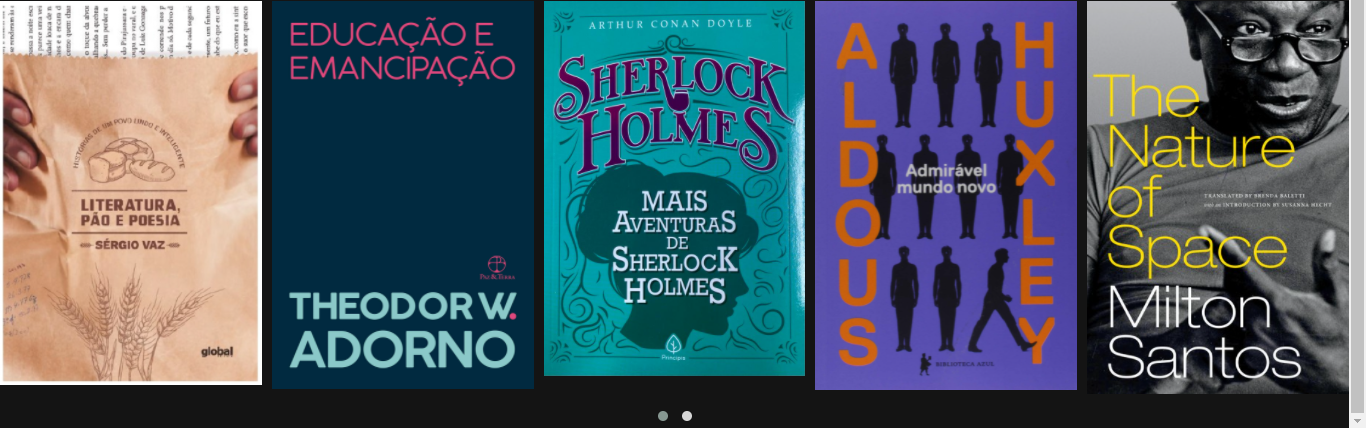 HISTÓRIAS DE UM POVO LINDO E INTELIGENTE
LITERATURA,
PÃO E POESIA
SÉRGIO VAZ
global
EDUCAÇÃO E
EMANCIPAÇÃO
PAZ & TERRA
THEODOR W.
ADORNO
ARTHUR CONAN DOYLE
SHERLOCK
HOLMES
MAIS
AVENTURAS
DE
SHERLOCK
HOLMES
Principis
ALDOUS
HUXLEY
Admirável
mundo novo
BIBLIOTECA AZUL
The
Nature
of
Space
TRANSLATED BY BRENDA BALETTI
AND AN INTRODUCTION BY SUSANNA HECHT
Milton
Santos